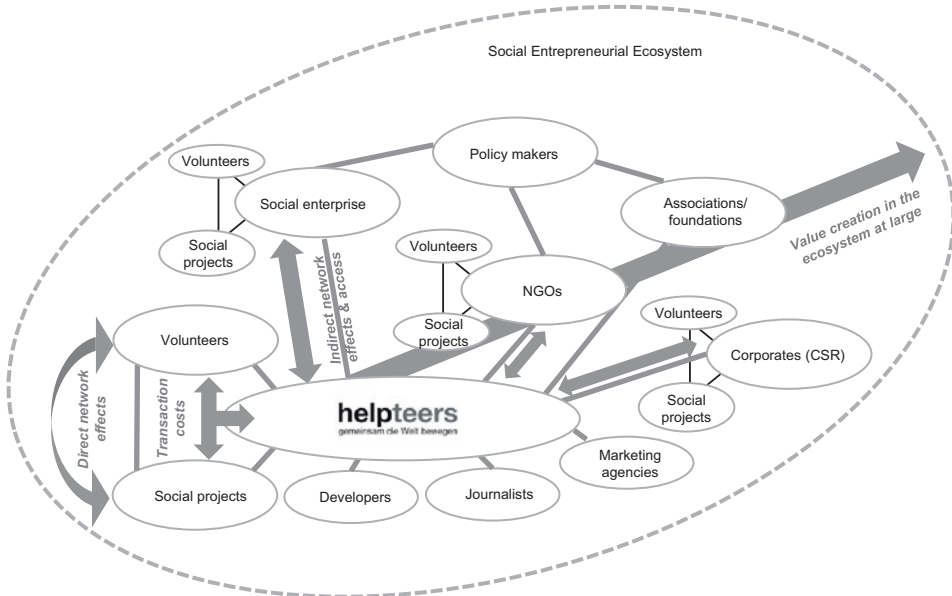 Social Entrepreneurial Ecosystem
Policy makers
Volunteers
Social enterprise
Social
projects
Associations/
foundations
Value creation in the
ecosystem at large
Volunteers
NGOs
Social
projects
Indirect network
effects & access
Volunteers
Corporates (CSR)
Social
projects
Volunteers
Direct network
effects
Transaction
costs
helpteers
gemeinsam die Welt bewegen
Social projects
Developers
Journalists
Marketing
agencies